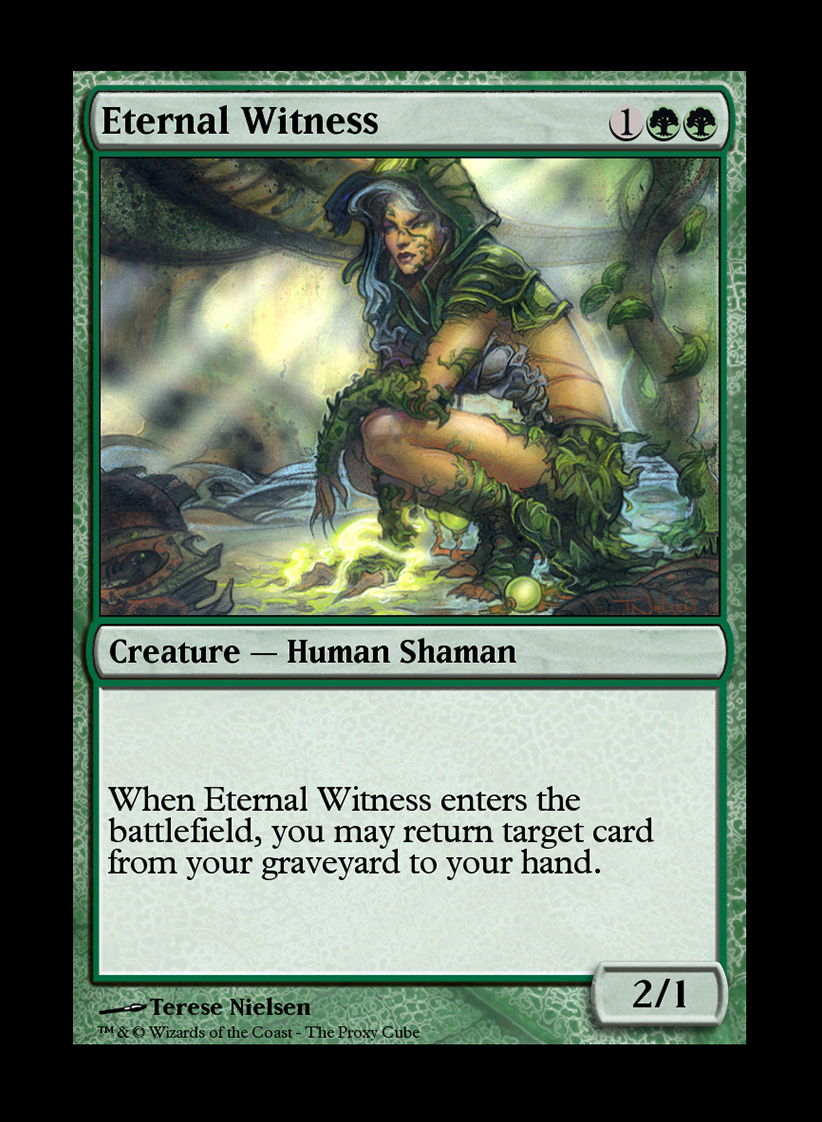 Eternal Witness 1
Creature — Human Shaman
When Eternal Witness enters the
battlefield, you may return target card
from your graveyard to your hand.
2/1
Terese Nielsen
™ & © Wizards of the Coast - The Proxy Cube